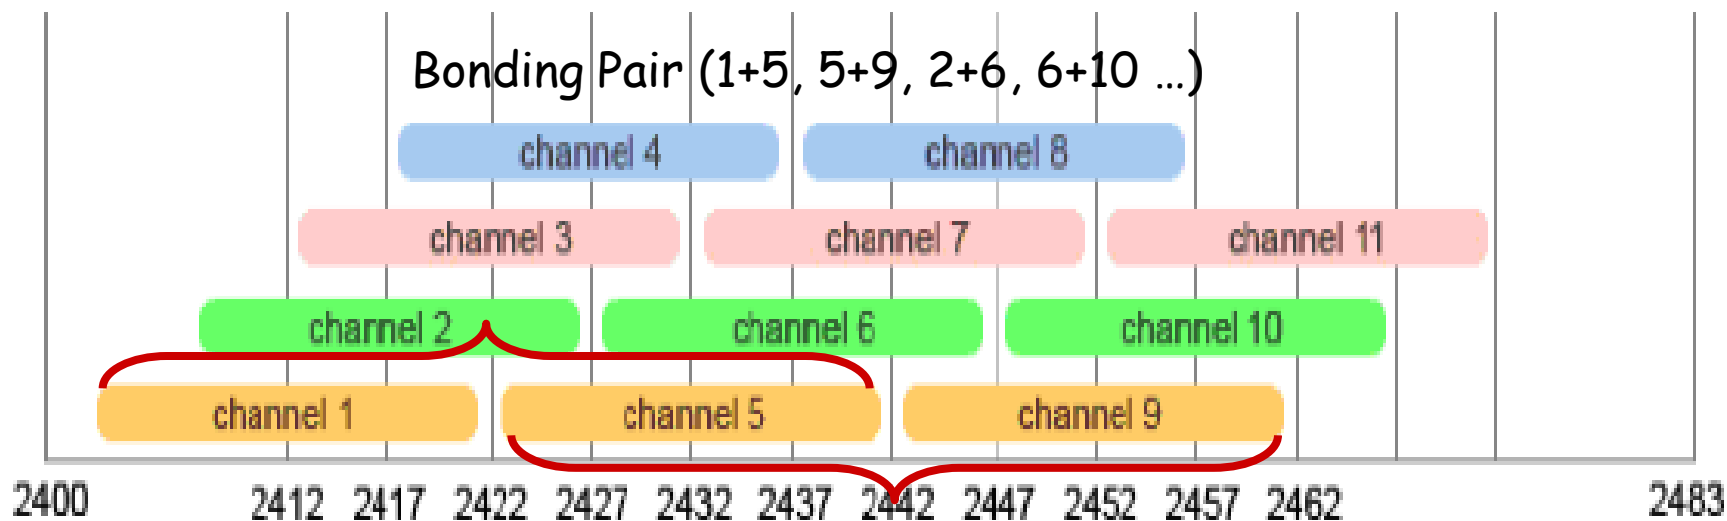 Bonding Pair (1+5, 5+9, 2+6, 6+10 ...)
channel 4 channel 8
channel 3 channel 7 channel 11
channel 2 channel 6 channel 10
channel 1 channel 5 channel 9
2400 2412 2417 2422 2427 2432 2437 2442 2447 2452 2457 2462 2483